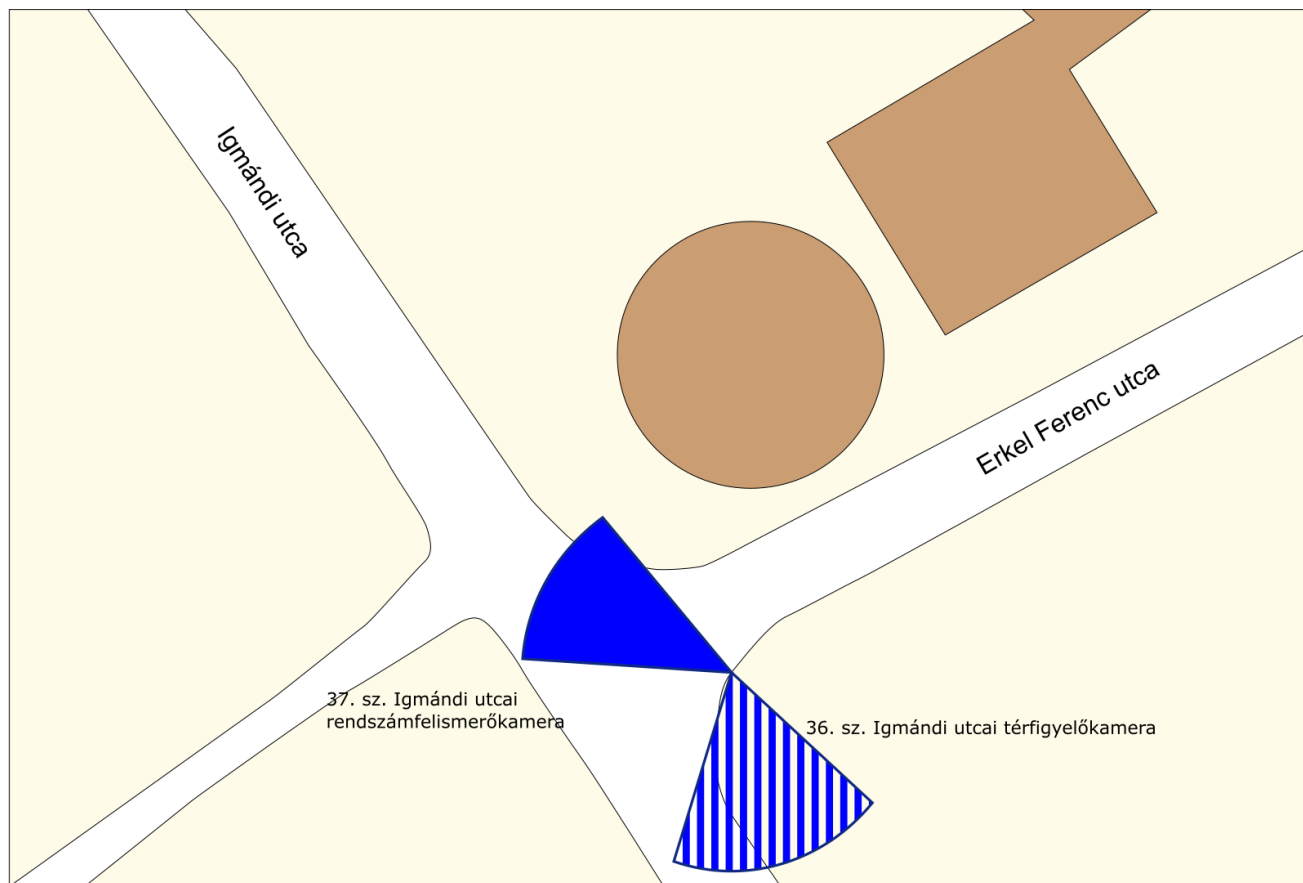 Igmándi utca
Erkel Ferenc utca
37. sz. Igmándi utcai
rendszámfelismerőkamera
36. sz. Igmándi utcai térfigyelőkamera